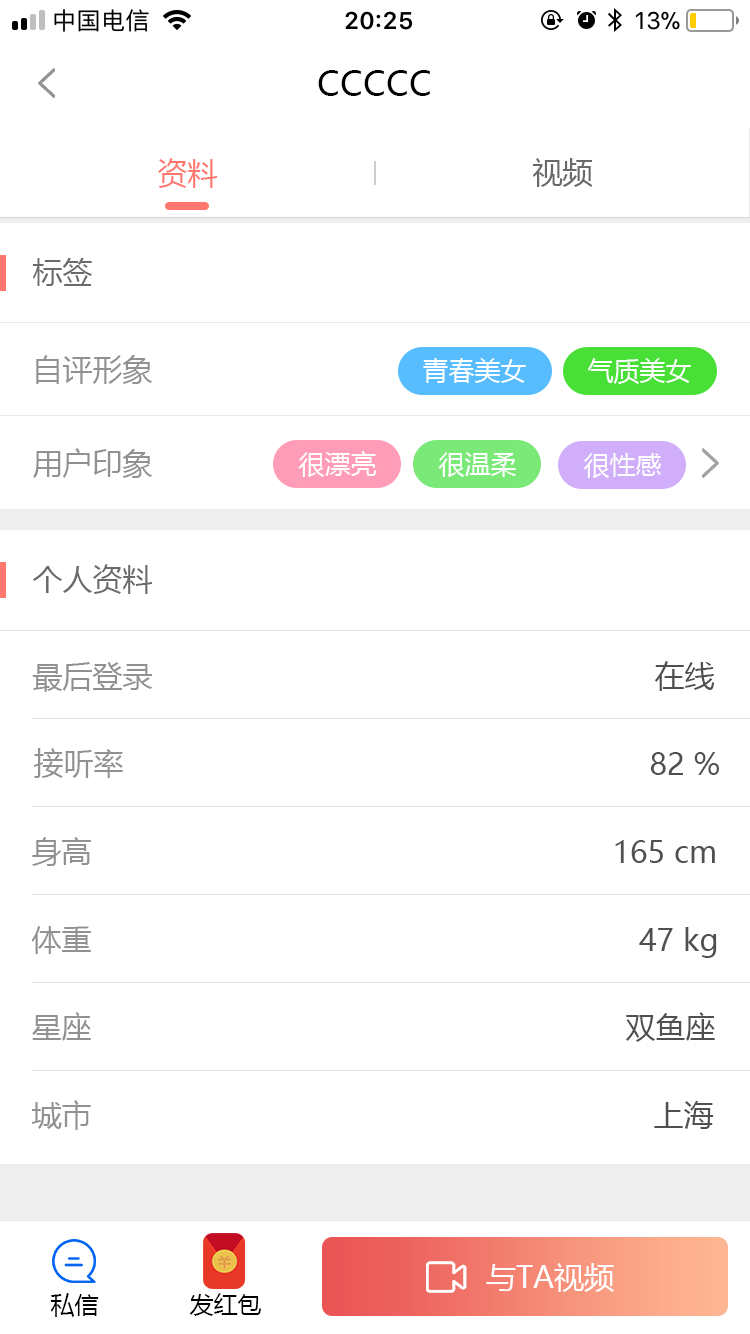 中国电信 20:25 13%
CCCCC
资料 视频
标签
自评形象 青春美女 气质美女
用户印象 很漂亮 很温柔 很性感
个人资料
最后登录 在线
接听率 82 %
身高 165 cm
体重 47 kg
星座 双鱼座
城市 上海
私信 发红包 与TA视频